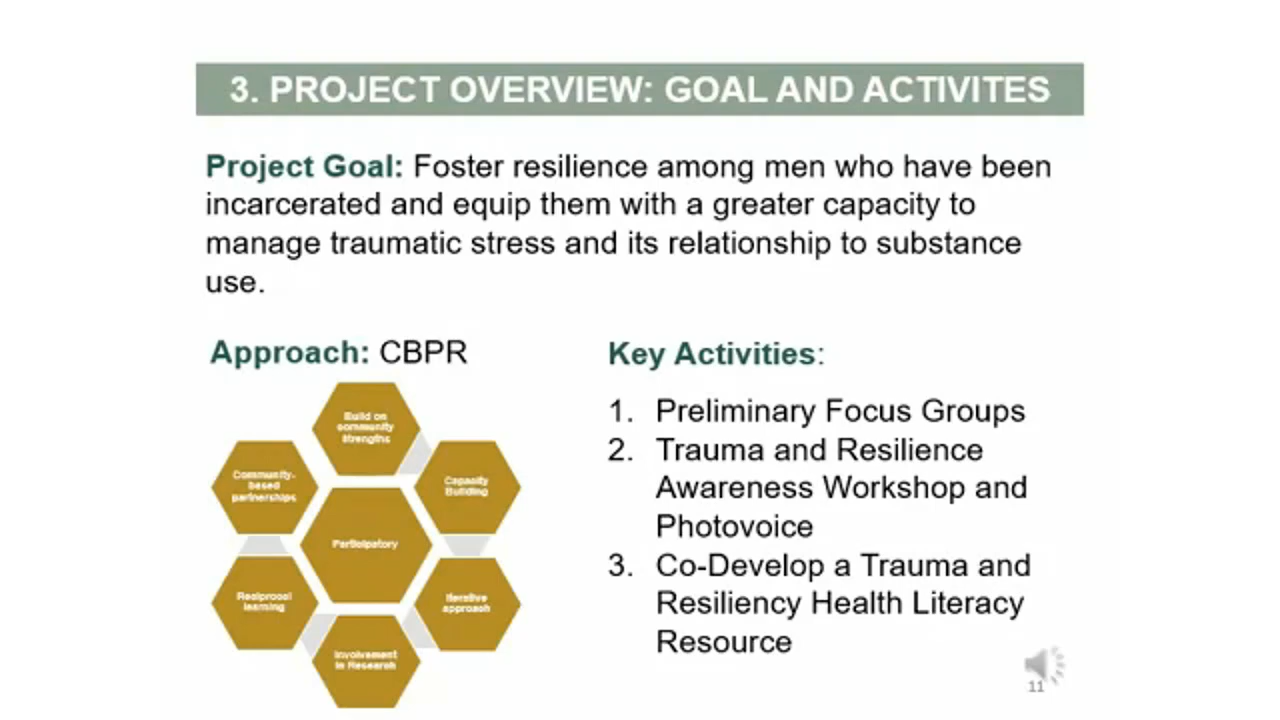 3. PROJECT OVERVIEW: GOAL AND ACTIVITES
Project Goal: Foster resilience among men who have been
incarcerated and equip them with a greater capacity to
manage traumatic stress and its relationship to substance
use.
Approach: CBPR
Build on
community
strengths
Capacity
Building
Iterative
approach
Involvement
in Research
Reciprocal
learning
Community-
based
partnerships
Participatory
Key Activities:
1. Preliminary Focus Groups
2. Trauma and Resilience
Awareness Workshop and
Photovoice
3. Co-Develop a Trauma and
Resiliency Health Literacy
Resource
11